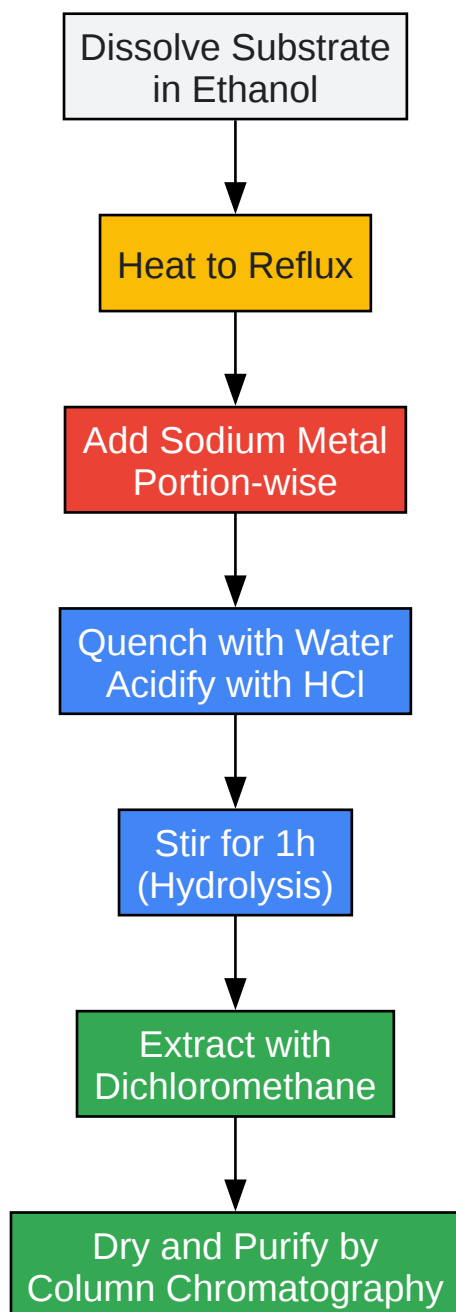 Dissolve Substrate
in Ethanol
Heat to Reflux
Add Sodium Metal
Portion-wise
Quench with Water
Acidify with HCl
Stir for 1h
(Hydrolysis)
Extract with
Dichloromethane
Dry and Purify by
Column Chromatography